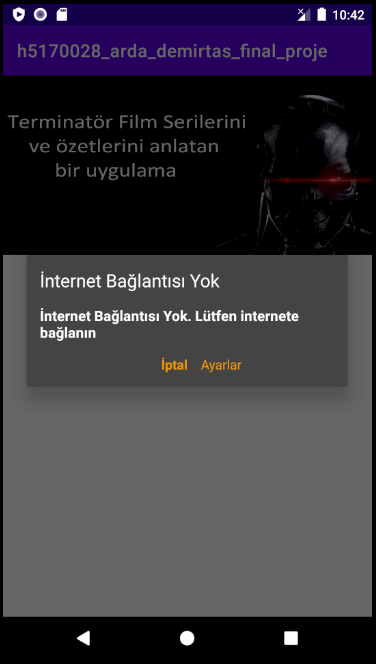 10:42
h5170028_arda_demirtas_final_proje
Terminatör Film Serilerini
ve özetlerini anlatan
bir uygulama
İnternet Bağlantısı Yok
İnternet Bağlantısı Yok. Lütfen internete
bağlanın
İptal Ayarlar